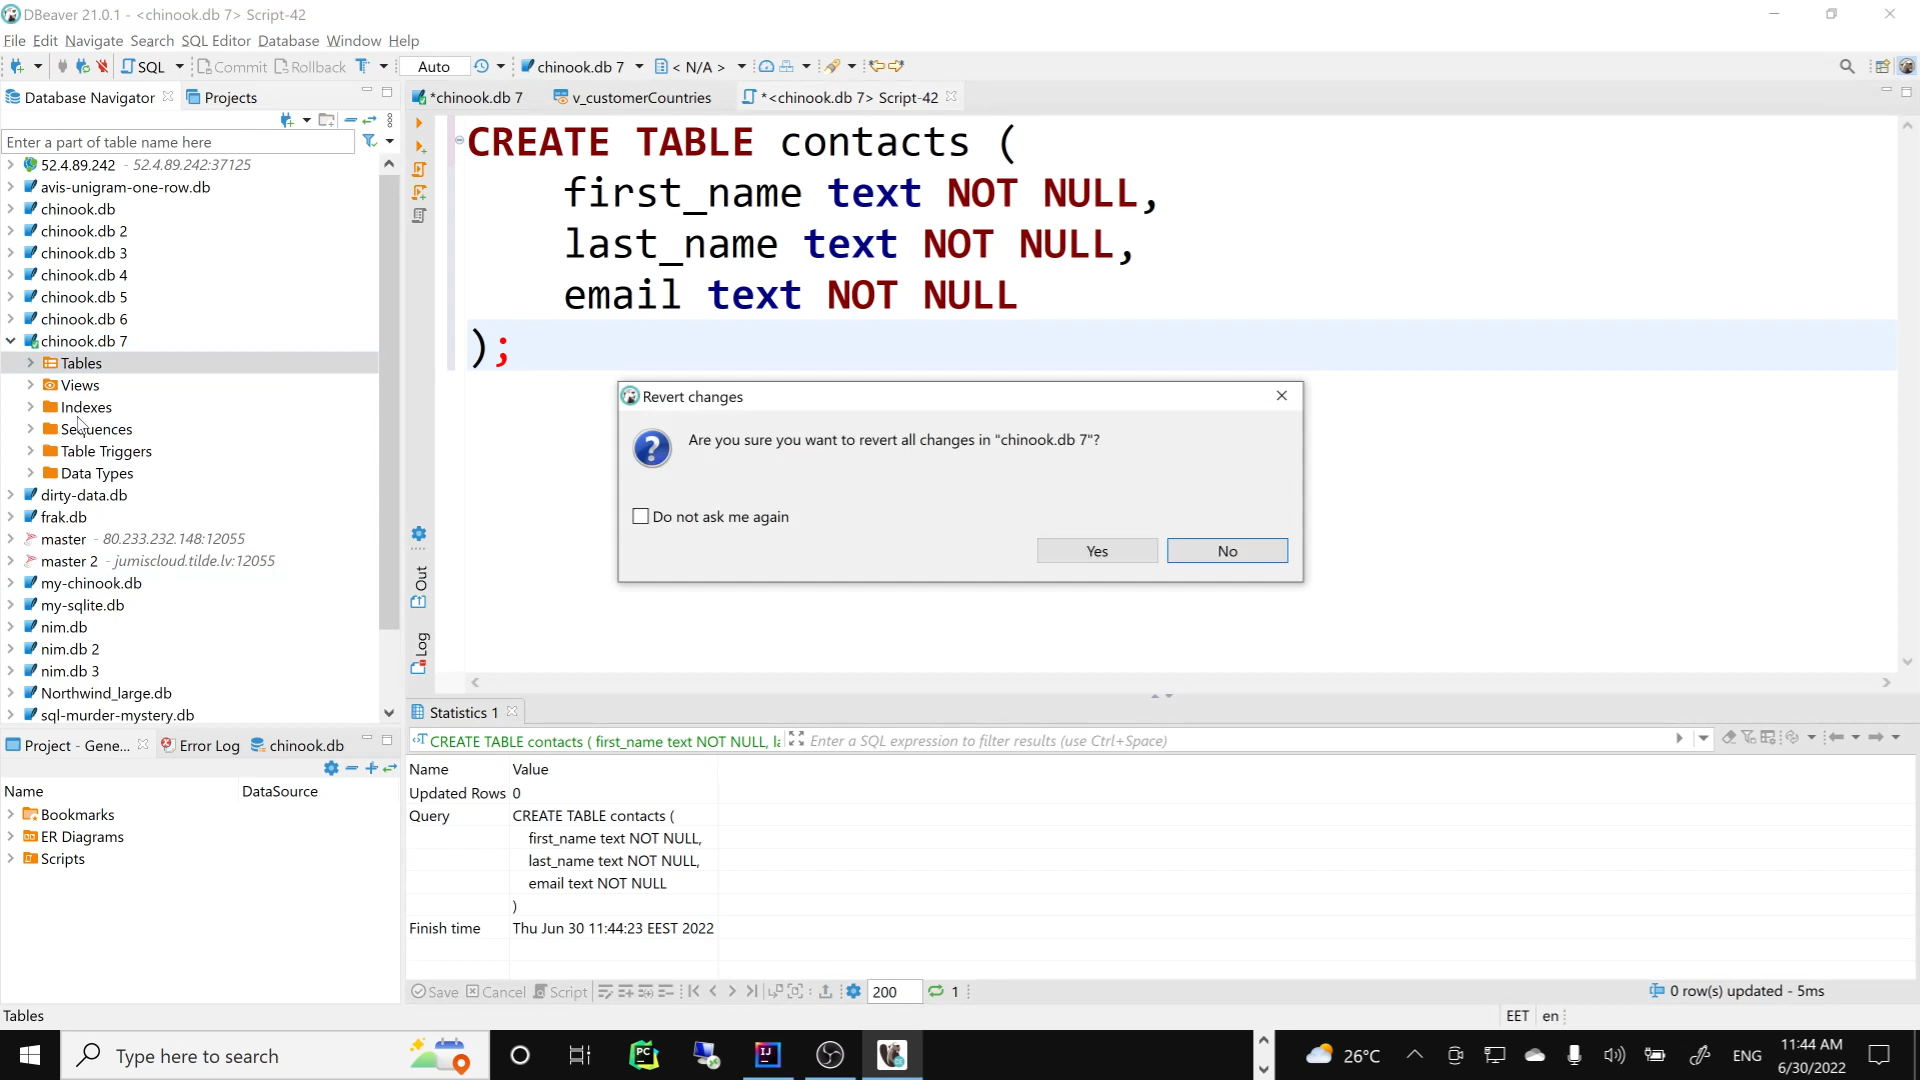 DBeaver 21.0.1 - <chinook.db 7> Script-42
File Edit Navigate Search SQL Editor Database Window Help
SQL Commit Rollback T Auto chinook.db 7 < N/A >
Database Navigator Projects
*chinook.db 7 v_customerCountries *<chinook.db 7> Script-42
Enter a part of table name here
52.4.89.242 - 52.4.89.242:37125
avis-unigram-one-row.db
chinook.db
chinook.db 2
chinook.db 3
chinook.db 4
chinook.db 5
chinook.db 6
chinook.db 7
Tables
Views
Indexes
Sequences
Table Triggers
Data Types
dirty-data.db
frak.db
master - 80.233.232.148:12055
master 2 - jumiscloud.tilde.lv:12055
my-chinook.db
my-sqlite.db
nim.db
nim.db 2
nim.db 3
Northwind_large.db
sql-murder-mystery.db
CREATE TABLE contacts (
first_name text NOT NULL,
last_name text NOT NULL,
email text NOT NULL
);
Revert changes
Are you sure you want to revert all changes in "chinook.db 7"?
Do not ask me again
Yes No
Out
Log
Project - Gene... Error Log chinook.db
Name DataSource
Bookmarks
ER Diagrams
Scripts
Statistics 1
CREATE TABLE contacts ( first_name text NOT NULL, la Enter a SQL expression to filter results (use Ctrl+Space)
Name Value
Updated Rows 0
Query CREATE TABLE contacts (
first_name text NOT NULL,
last_name text NOT NULL,
email text NOT NULL
)
Finish time Thu Jun 30 11:44:23 EEST 2022
Save Cancel Script 200 1 0 row(s) updated - 5ms
Tables EET en
Type here to search PC IJ 26°C ENG 11:44 AM
6/30/2022